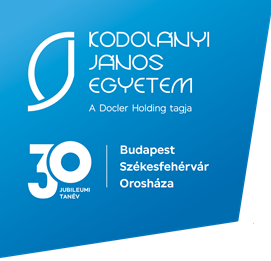 KODOLÁNYI
JÁNOS
EGYETEM
A Docler Holding tagja
30
JUBILEUMI
TANÉV
Budapest
Székesfehérvár
Orosháza